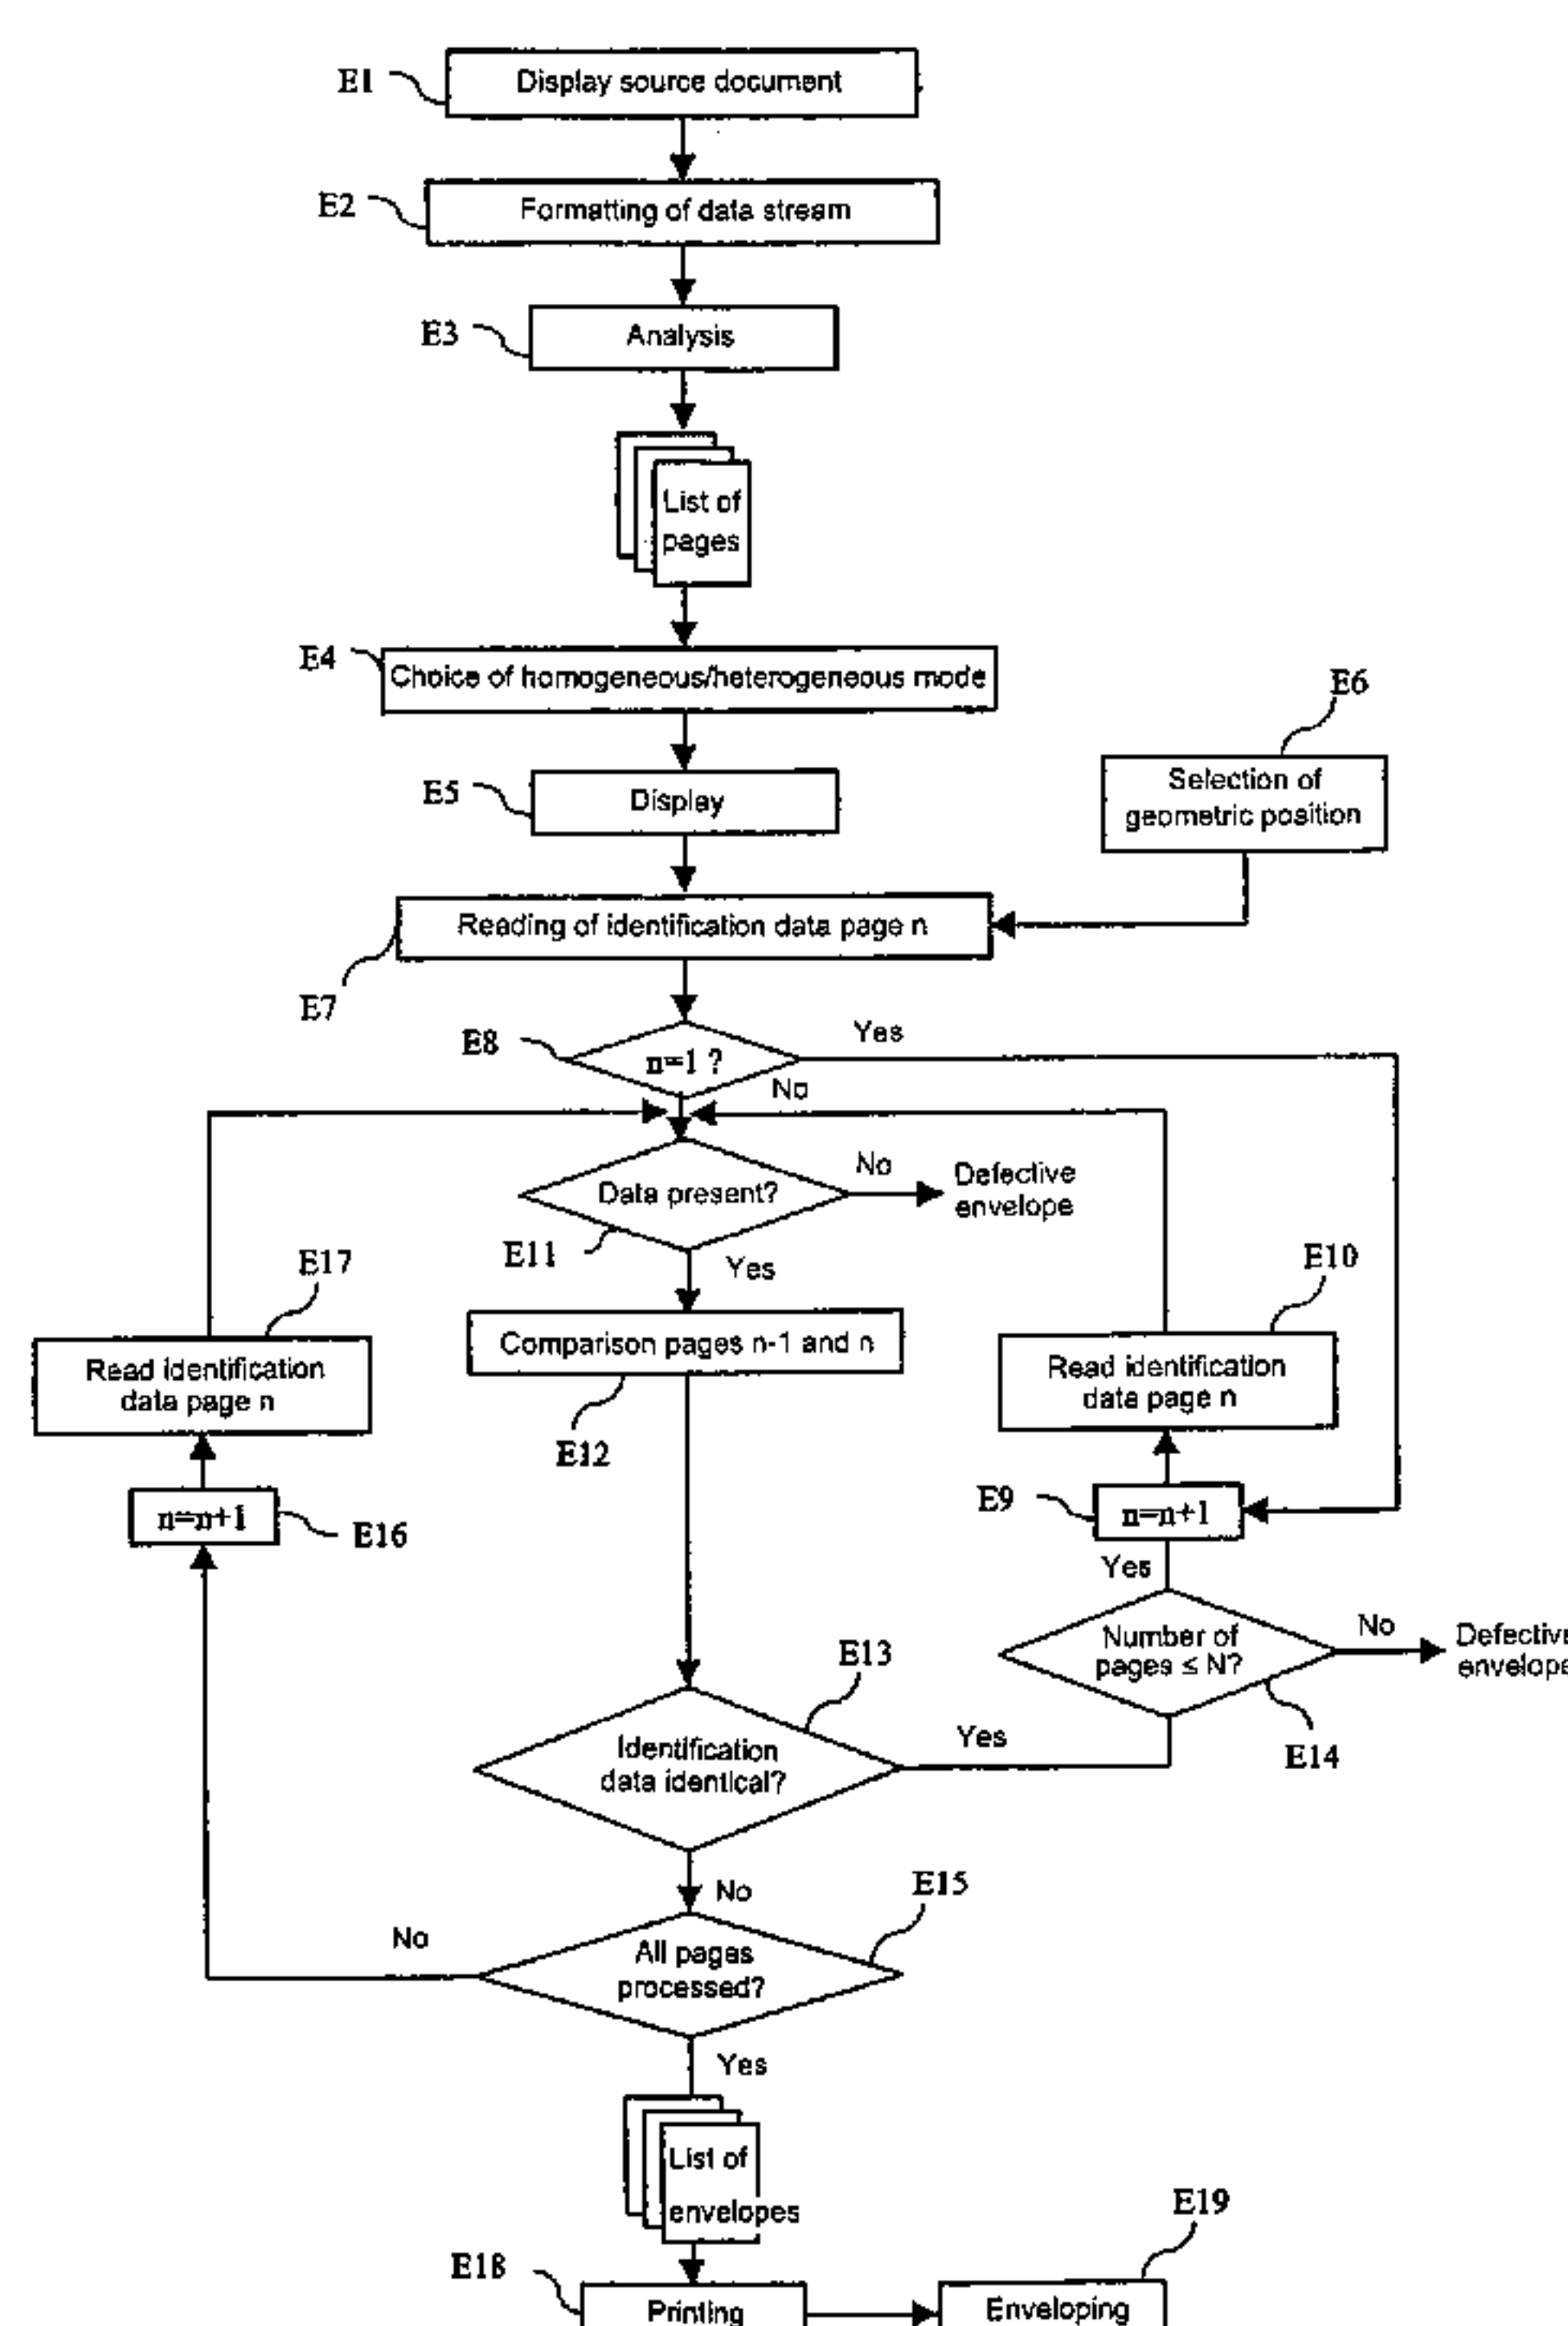 E1
Display source document
E2
Formatting of data stream
E3
Analysis
List of
pages
E4
Choice of homogeneous/heterogeneous mode
E6
Selection of
geometric position
E5
Display
Reading of identification data page n
E7
E8
n=1 ?
Yes
No
Data present?
No
Defective
envelope
E11
Yes
E17
Read identification
data page n
Comparison pages n-1 and n
E12
E10
Read identification
data page n
n=n+1
E16
E9
n=n+1
Yes
Number of
pages ≤ N?
No
Defective
envelope
E14
E13
Identification
data identical?
Yes
No
E15
All pages
processed?
No
Yes
List of
envelopes
E18
Printing
E19
Enveloping